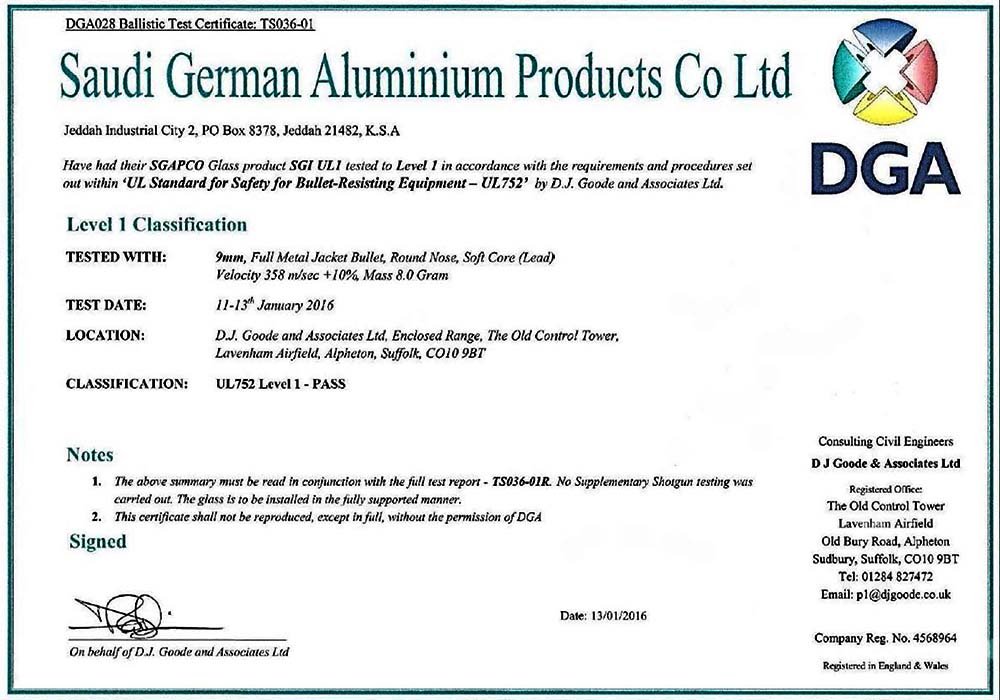 DGA028 Ballistic Test Certificate: TS036-01
Saudi German Aluminium Products Co Ltd
DGA
Jeddah Industrial City 2, PO Box 8378, Jeddah 21482, K.S.A
Have had their SGAPCO Glass product SGI UL1 tested to Level 1 in accordance with the requirements and procedures set
out within ‘UL Standard for Safety for Bullet-Resisting Equipment – UL752’ by D.J. Goode and Associates Ltd.
Level 1 Classification
TESTED WITH: 9mm, Full Metal Jacket Bullet, Round Nose, Soft Core (Lead)
Velocity 358 m/sec +10%, Mass 8.0 Gram
TEST DATE: 11-13th January 2016
LOCATION: D.J. Goode and Associates Ltd, Enclosed Range, The Old Control Tower,
Lavenham Airfield, Alpheton, Suffolk, CO10 9BT
CLASSIFICATION: UL752 Level 1 - PASS
Notes
1. The above summary must be read in conjunction with the full test report - TS036-01R. No Supplementary Shotgun testing was
carried out. The glass is to be installed in the fully supported manner.
2. This certificate shall not be reproduced, except in full, without the permission of DGA
Signed
On behalf of D.J. Goode and Associates Ltd
Date: 13/01/2016
Consulting Civil Engineers
D J Goode & Associates Ltd
Registered Office:
The Old Control Tower
Lavenham Airfield
Old Bury Road, Alpheton
Sudbury, Suffolk, CO10 9BT
Tel: 01284 827472
Email: p1@djgoode.co.uk
Company Reg. No. 4568964
Registered in England & Wales